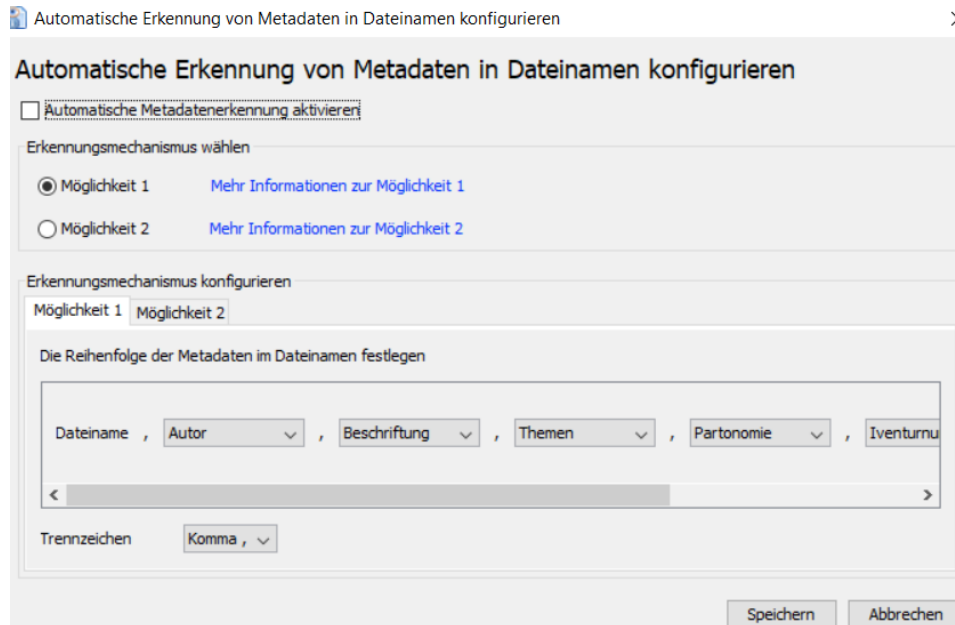 Automatische Erkennung von Metadaten in Dateinamen konfigurieren
Automatische Erkennung von Metadaten in Dateinamen konfigurieren
Automatische Metadatenerkennung aktivieren
Erkennungsmechanismus wählen
Möglichkeit 1 Mehr Informationen zur Möglichkeit 1
Möglichkeit 2 Mehr Informationen zur Möglichkeit 2
Erkennungsmechanismus konfigurieren
Möglichkeit 1 Möglichkeit 2
Die Reihenfolge der Metadaten im Dateinamen festlegen
Dateiname , Autor , Beschriftung , Themen , Partonomie , Iventurnu
Trennzeichen Komma ,
Speichern Abbrechen